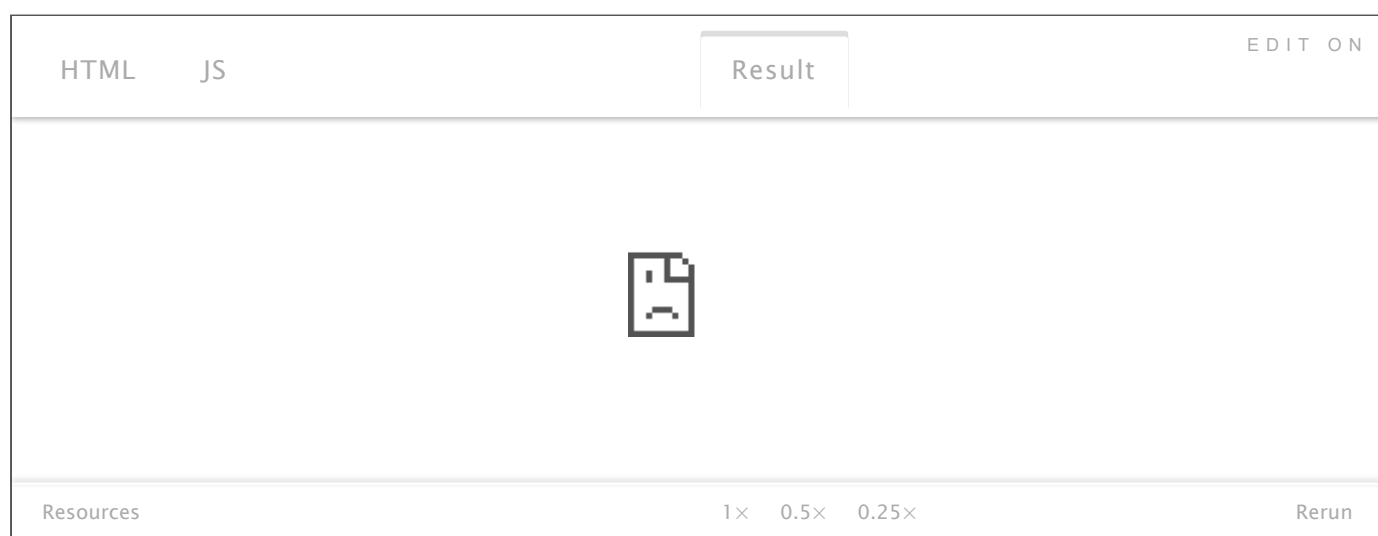 HTML JS Result EDIT ON
Resources 1× 0.5× 0.25× Rerun